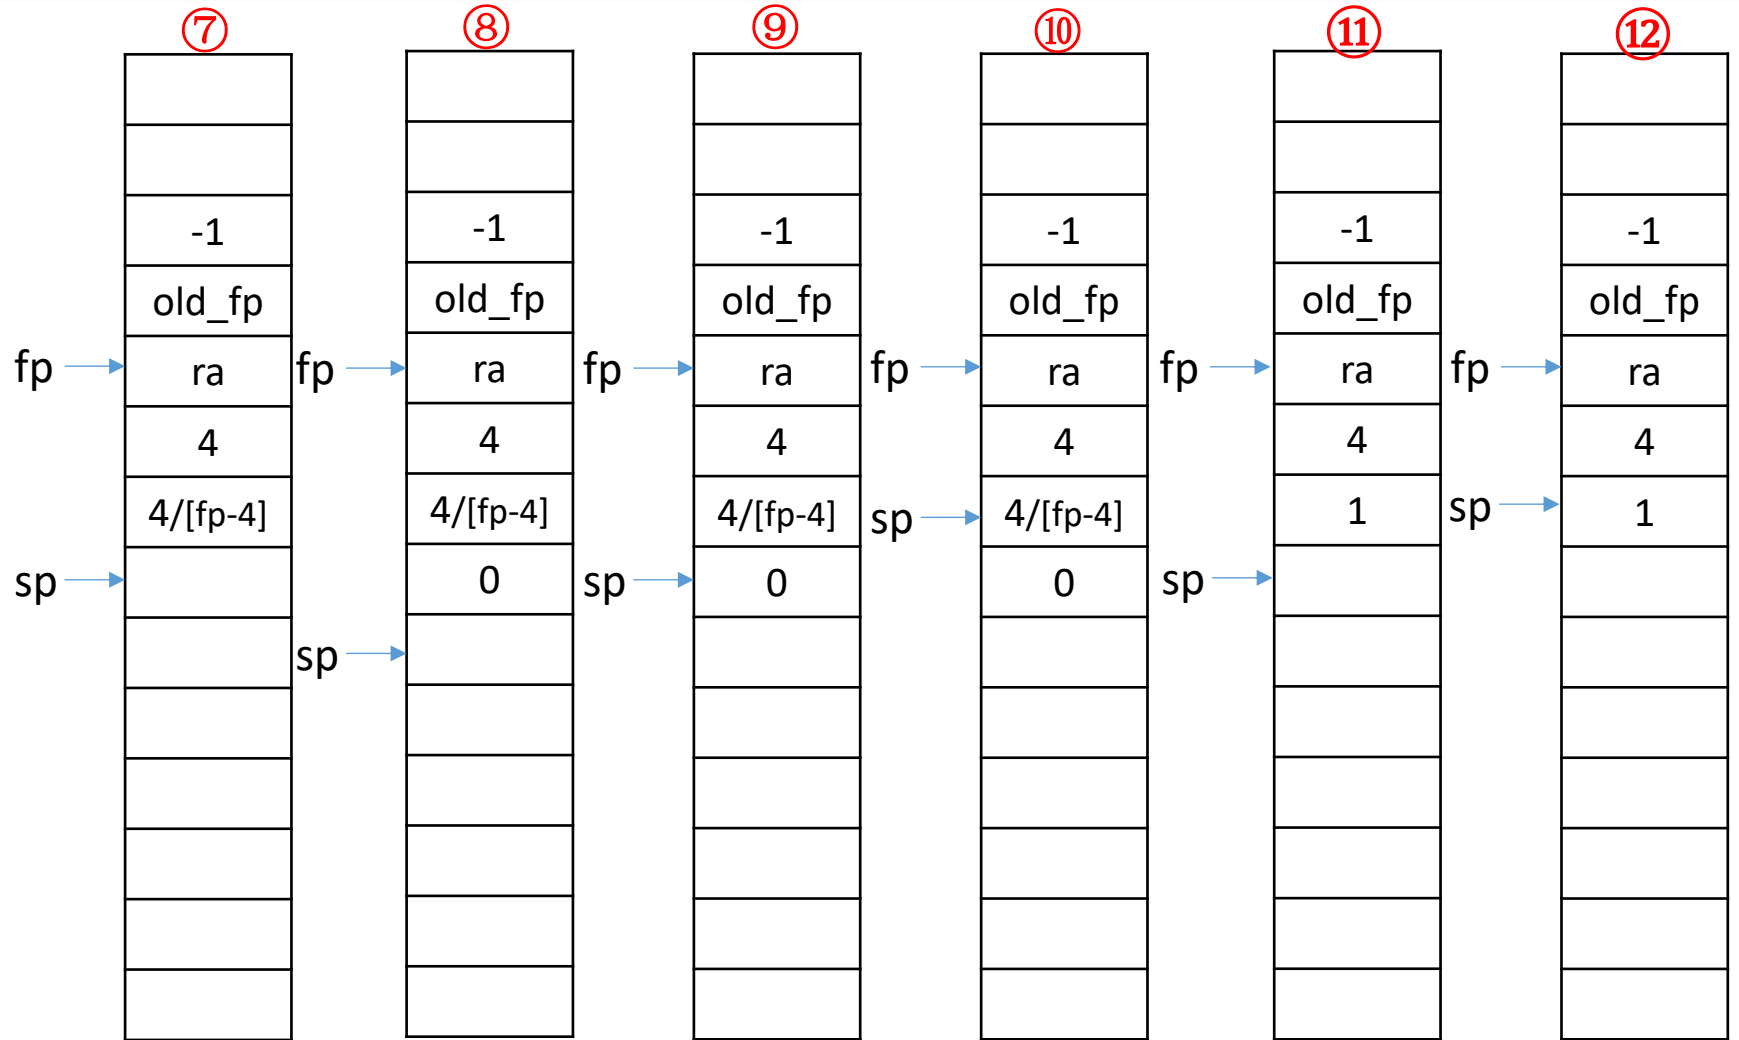 ⑦ ⑧ ⑨ ⑩ ⑪ ⑫
-1 -1 -1 -1 -1 -1
old_fp old_fp old_fp old_fp old_fp old_fp
fp ra fp ra fp ra fp ra fp ra fp ra
4 4 4 4 4 4
4/[fp-4] 4/[fp-4] 4/[fp-4] sp 4/[fp-4] 1 sp 1
sp 0 sp 0 0 sp
sp